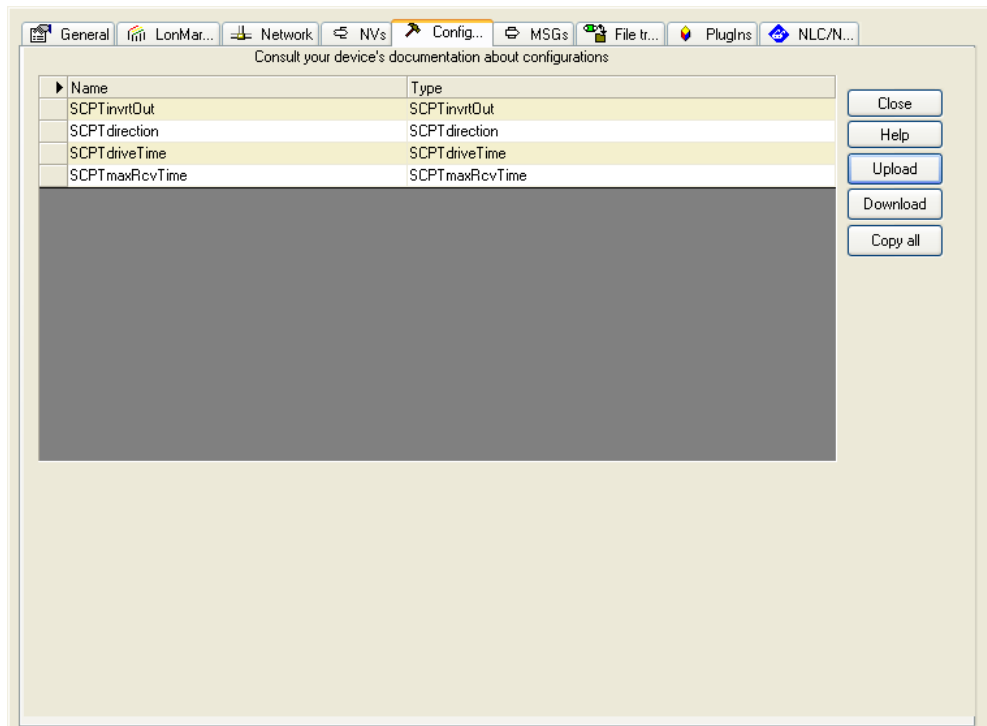 General LonMar... Network NVs Config... MSGs File tr... PlugIns NLC/N...
Consult your device's documentation about configurations
Name Type
SCPTinvrtOut SCPTinvrtOut
SCPTdirection SCPTdirection
SCPTdriveTime SCPTdriveTime
SCPTmaxRcvTime SCPTmaxRcvTime
Close
Help
Upload
Download
Copy all